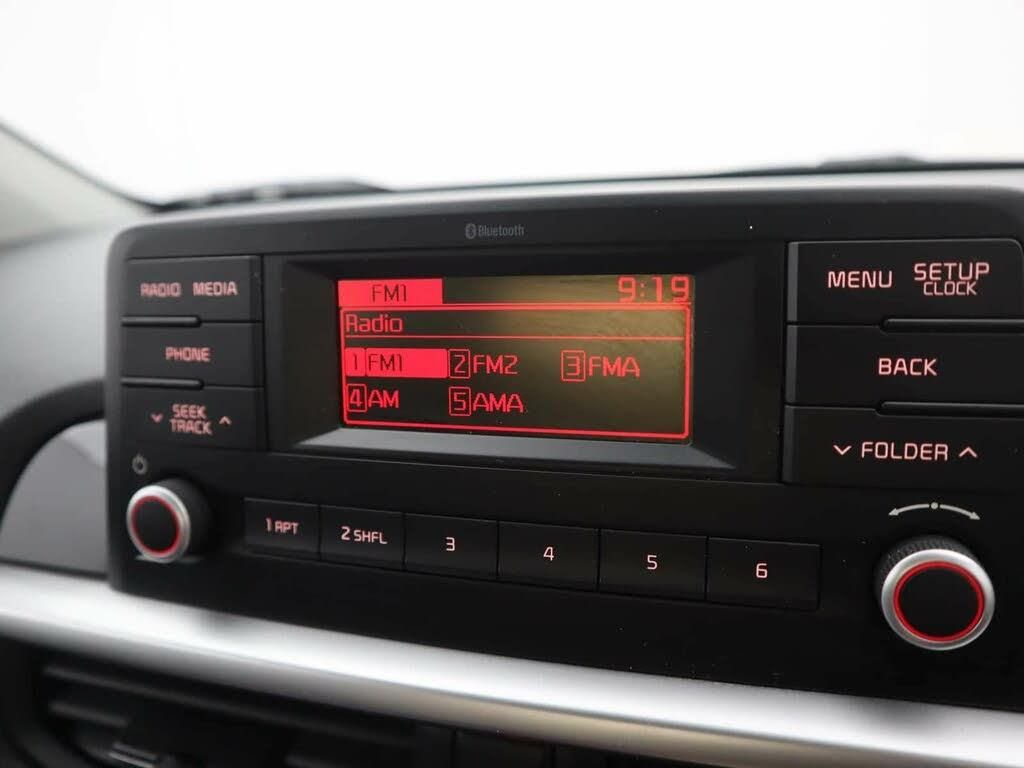 Bluetooth
RADIO MEDIA
PHONE
SEEK
TRACK
FM1 9:19
Radio
1 FM1 2 FM2 3 FMA
4 AM 5 AMA
MENU SETUP
CLOCK
BACK
FOLDER
1 RPT 2 SHFL 3 4 5 6